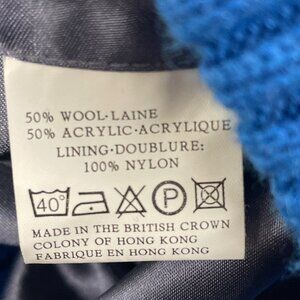 50% WOOL·LAINE
50% ACRYLIC·ACRYLIQUE
LINING·DOUBLURE:
100% NYLON
40° P
MADE IN THE BRITISH CROWN
COLONY OF HONG KONG
FABRIQUE EN HONG KONG